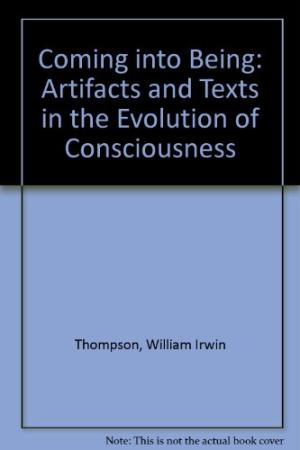 Coming into Being:
Artifacts and Texts
in the Evolution of
Consciousness
Thompson, William Irwin
Note: This is not the actual book cover